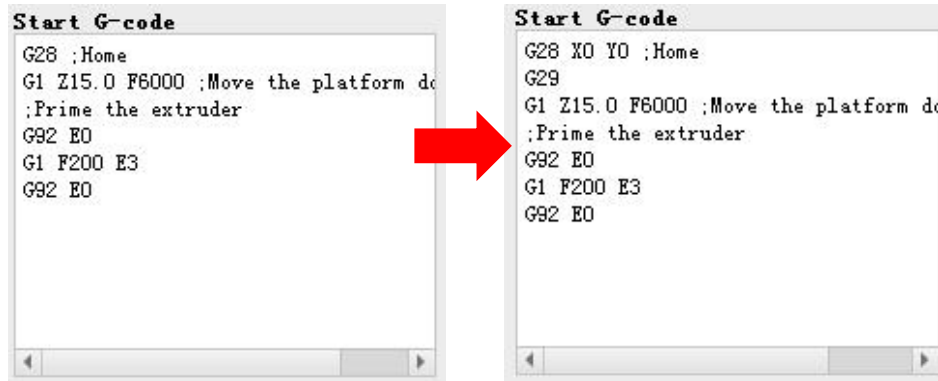 Start G-code
G28 ;Home
G1 Z15.0 F6000 ;Move the platform
;Prime the extruder
G92 E0
G1 F200 E3
G92 E0
Start G-code
G28 X0 Y0 ;Home
G29
G1 Z15.0 F6000 ;Move the platform
;Prime the extruder
G92 E0
G1 F200 E3
G92 E0